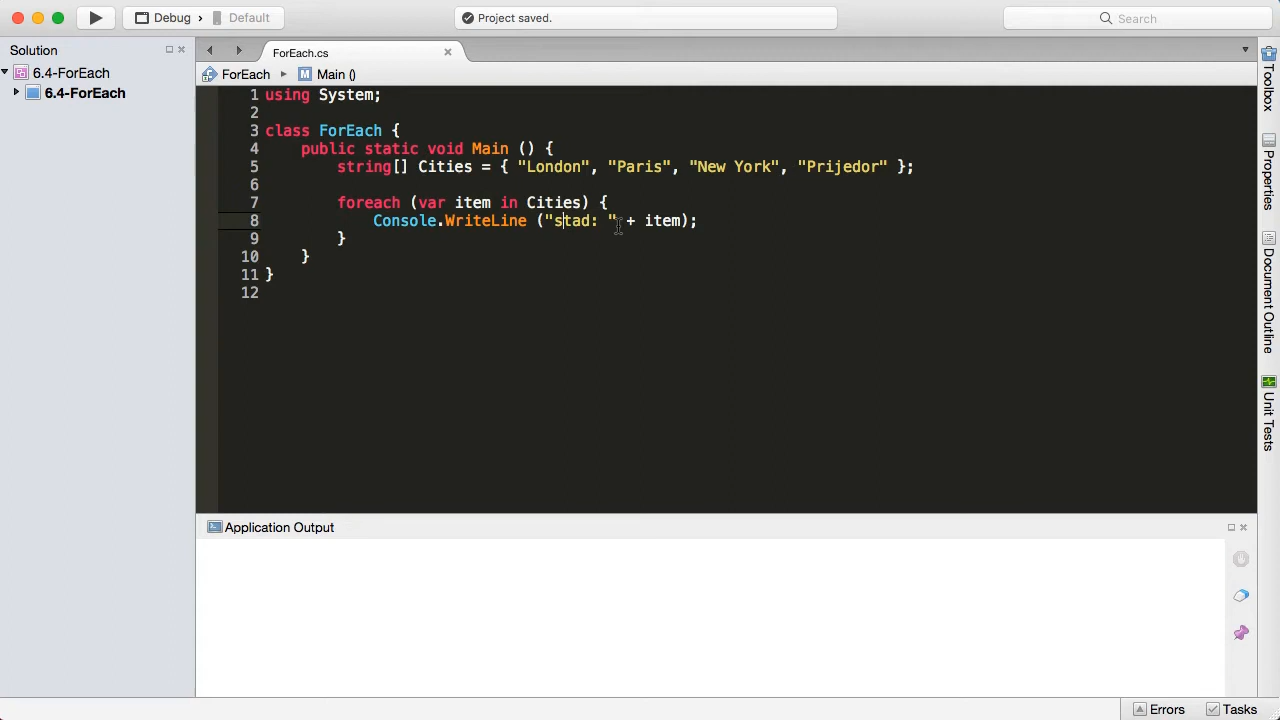 Debug > Default
Project saved.
Search
Solution
ForEach.cs
6.4-ForEach
6.4-ForEach
ForEach
Main ()
1 using System;
2
3 class ForEach {
4 public static void Main () {
5 string[] Cities = { "London", "Paris", "New York", "Prijedor" };
6
7 foreach (var item in Cities) {
8 Console.WriteLine ("stad: " + item);
9 }
10 }
11 }
12
Toolbox
Properties
Document Outline
Unit Tests
Application Output
Errors
Tasks